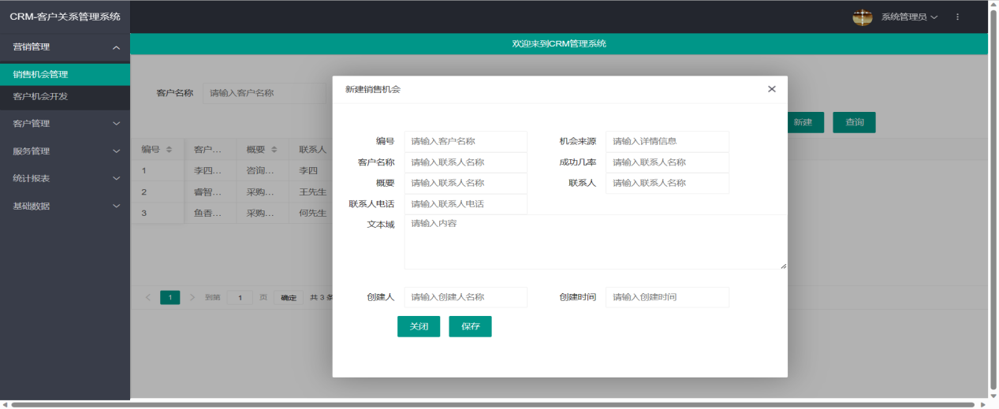 CRM-客户关系管理系统
系统管理员
欢迎来到CRM管理系统
营销管理
销售机会管理
客户机会开发
客户管理
服务管理
统计报表
基础数据
客户名称 请输入客户名称
新建 查询
编号 客户... 概要 联系人
1 李四... 咨询... 李四
2 睿智... 采购... 王先生
3 鱼香... 采购... 何先生
1 到第 1 页 确定 共 3 条
新建销售机会
编号 请输入客户名称 机会来源 请输入详情信息
客户名称 请输入联系人名称 成功几率 请输入联系人名称
概要 请输入联系人名称 联系人 请输入联系人名称
联系人电话 请输入联系人电话
文本域 请输入内容
创建人 请输入创建人名称 创建时间 请输入创建时间
关闭 保存